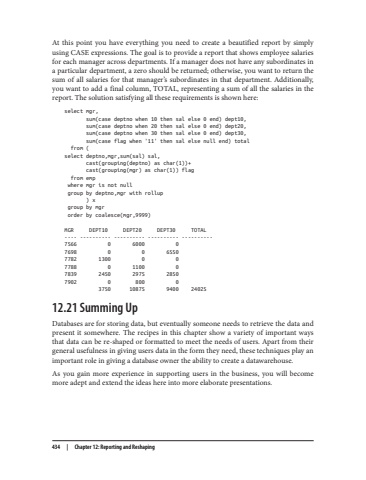 At this point you have everything you need to create a beautified report by simply
using CASE expressions. The goal is to provide a report that shows employee salaries
for each manager across departments. If a manager does not have any subordinates in
a particular department, a zero should be returned; otherwise, you want to return the
sum of all salaries for that manager’s subordinates in that department. Additionally,
you want to add a final column, TOTAL, representing a sum of all the salaries in the
report. The solution satisfying all these requirements is shown here:
select mgr,
sum(case deptno when 10 then sal else 0 end) dept10,
sum(case deptno when 20 then sal else 0 end) dept20,
sum(case deptno when 30 then sal else 0 end) dept30,
sum(case flag when '11' then sal else null end) total
from (
select deptno,mgr,sum(sal) sal,
cast(grouping(deptno) as char(1))+
cast(grouping(mgr) as char(1)) flag
from emp
where mgr is not null
group by deptno,mgr with rollup
) x
group by mgr
order by coalesce(mgr,9999)
MGR DEPT10 DEPT20 DEPT30 TOTAL
---- ---------- ---------- ---------- ----------
7566 0 6000 0
7698 0 0 6550
7782 1300 0 0
7788 0 1100 0
7839 2450 2975 2850
7902 0 800 0
3750 10875 9400 24025
12.21 Summing Up
Databases are for storing data, but eventually someone needs to retrieve the data and
present it somewhere. The recipes in this chapter show a variety of important ways
that data can be re-shaped or formatted to meet the needs of users. Apart from their
general usefulness in giving users data in the form they need, these techniques play an
important role in giving a database owner the ability to create a datawarehouse.
As you gain more experience in supporting users in the business, you will become
more adept and extend the ideas here into more elaborate presentations.
434 | Chapter 12: Reporting and Reshaping